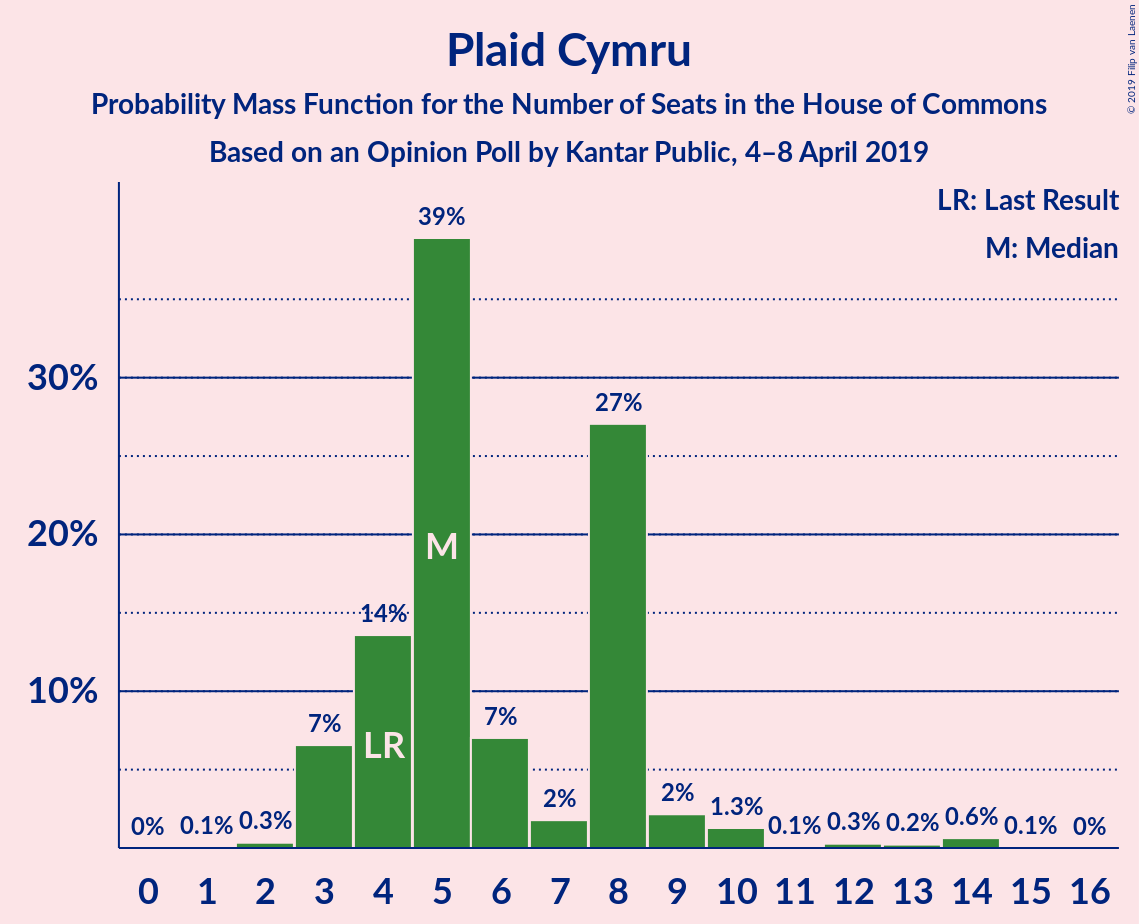 Plaid Cymru
Probability Mass Function for the Number of Seats in the House of Commons
Based on an Opinion Poll by Kantar Public, 4–8 April 2019
© 2019 Filip van Laenen
LR: Last Result
M: Median
39%
30%
27%
20%
M
14%
10%
7%
LR
7%
2%
2%
1.3%
0%
0.1%
0.3%
0.1%
0.3%
0.2%
0.6%
0.1%
0%
0 1 2 3 4 5 6 7 8 9 10 11 12 13 14 15 16